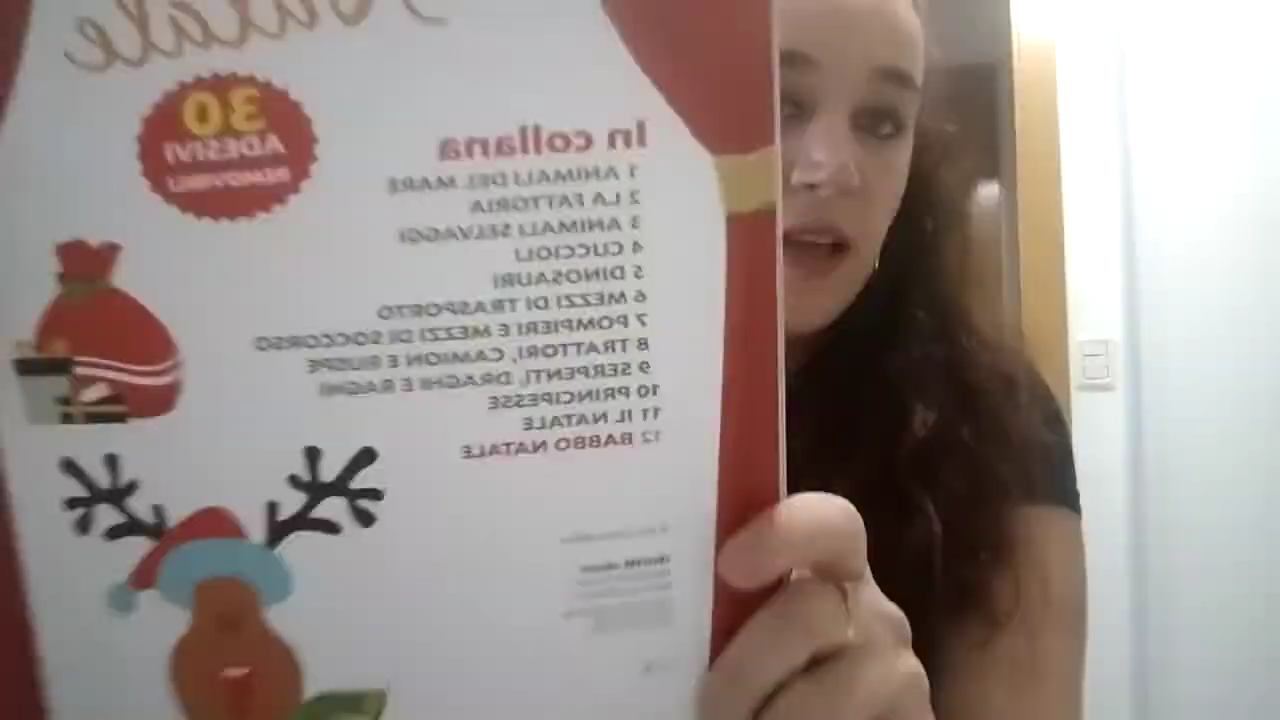 Natale
30
ADESIVI
REMOVIBILI
In collana
1 ANIMALI DEL MARE
2 LA FATTORIA
3 ANIMALI SELVAGGI
4 CUCCIOLI
5 DINOSAURI
6 MEZZI DI TRASPORTO
7 POMPIERI E MEZZI DI SOCCORSO
8 TRATTORI, CAMION E RUSPE
9 SERPENTI, DRAGHI E RAGNI
10 PRINCIPESSE
11 IL NATALE
12 BABBO NATALE